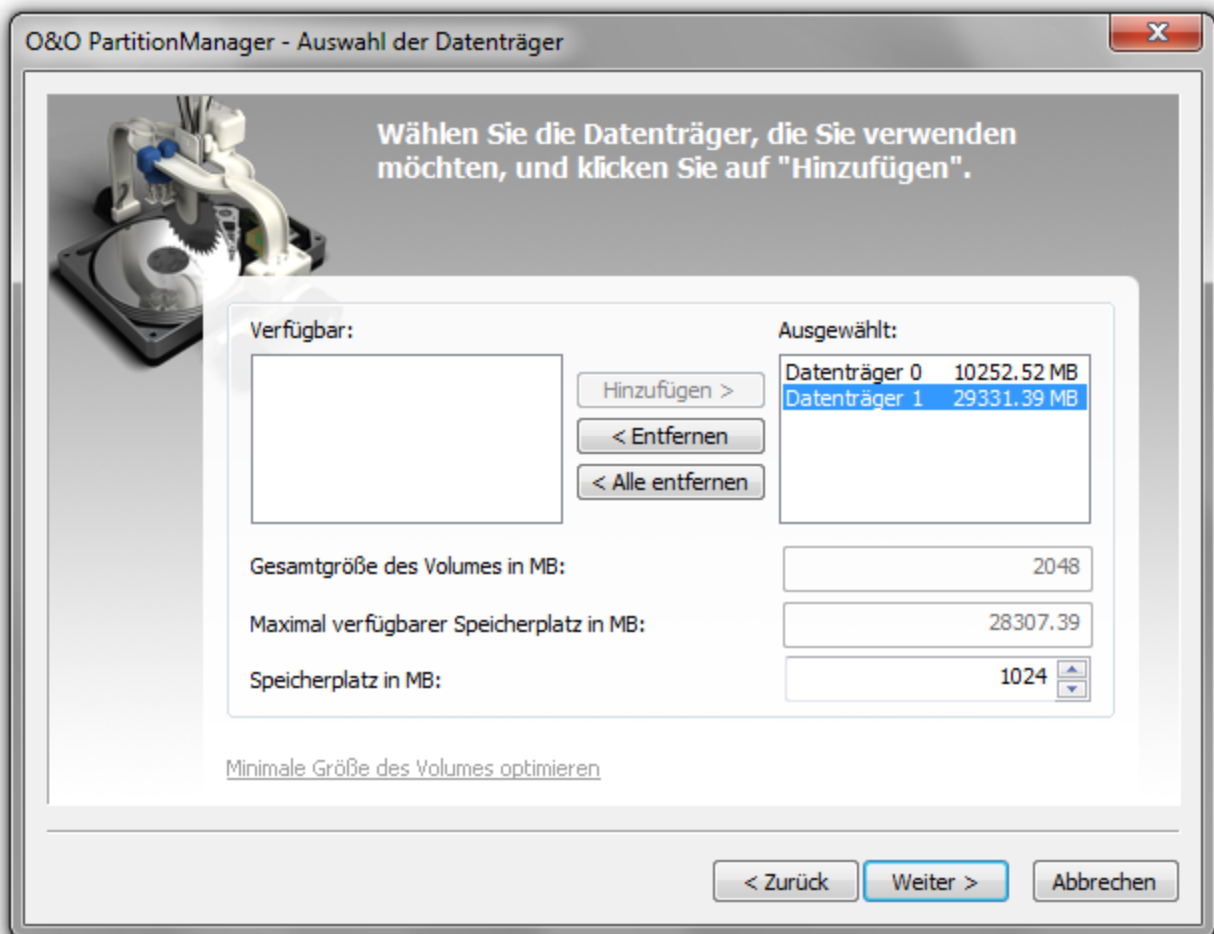 O&O PartitionManager - Auswahl der Datenträger
Wählen Sie die Datenträger, die Sie verwenden
möchten, und klicken Sie auf "Hinzufügen".
Verfügbar:
Ausgewählt:
Datenträger 0 10252.52 MB
Datenträger 1 29331.39 MB
Hinzufügen >
< Entfernen
< Alle entfernen
Gesamtgröße des Volumes in MB: 2048
Maximal verfügbarer Speicherplatz in MB: 28307.39
Speicherplatz in MB: 1024
Minimale Größe des Volumes optimieren
< Zurück
Weiter >
Abbrechen